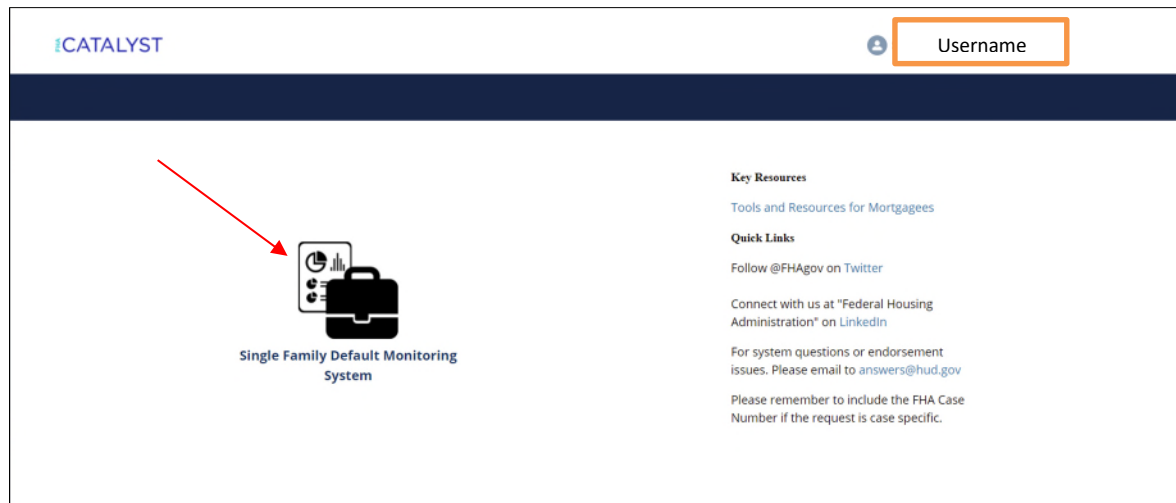 FHA CATALYST
Username
Single Family Default Monitoring
System
Key Resources
Tools and Resources for Mortgagees
Quick Links
Follow @FHAgov on Twitter
Connect with us at "Federal Housing
Administration" on LinkedIn
For system questions or endorsement
issues. Please email to answers@hud.gov
Please remember to include the FHA Case
Number if the request is case specific.